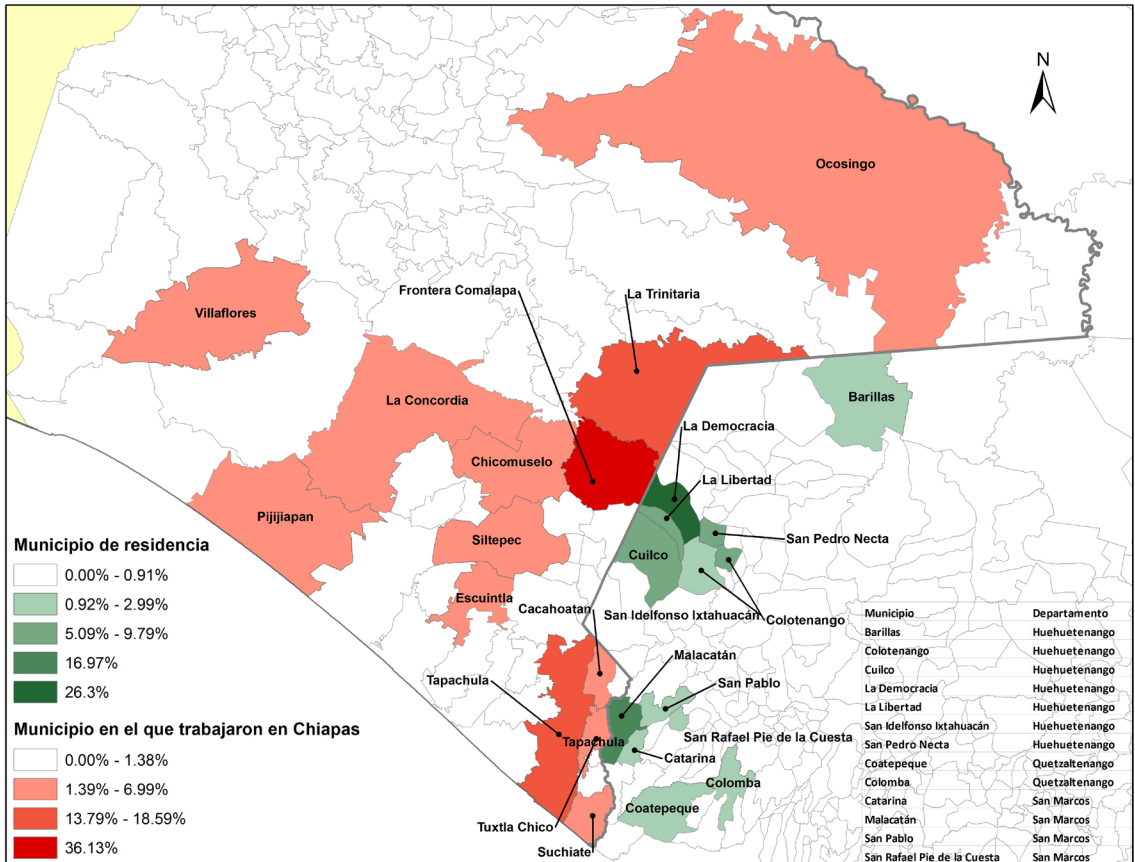 N
Ocosingo
Frontera Comalapa
La Trinitaria
Villaflores
Barillas
La Concordia
La Democracia
Chicomuselo
La Libertad
Pijijiapan
San Pedro Necta
Siltepec
Cuilco
Escuintla
Cacahoatan
San Idelfonso Ixtahuacán
Colotenango
Malacatán
Tapachula
San Pablo
Tapachula
San Rafael Pie de la Cuesta
Catarina
Colomba
Coatepeque
Tuxtla Chico
Suchiate
Municipio de residencia
0.00% - 0.91%
0.92% - 2.99%
5.09% - 9.79%
16.97%
26.3%
Municipio en el que trabajaron en Chiapas
0.00% - 1.38%
1.39% - 6.99%
13.79% - 18.59%
36.13%
Municipio Departamento
Barillas Huehuetenango
Colotenango Huehuetenango
Cuilco Huehuetenango
La Democracia Huehuetenango
La Libertad Huehuetenango
San Idelfonso Ixtahuacán Huehuetenango
San Pedro Necta Huehuetenango
Coatepeque Quetzaltenango
Colomba Quetzaltenango
Catarina San Marcos
Malacatán San Marcos
San Pablo San Marcos
San Rafael Pie de la Cuesta San Marcos